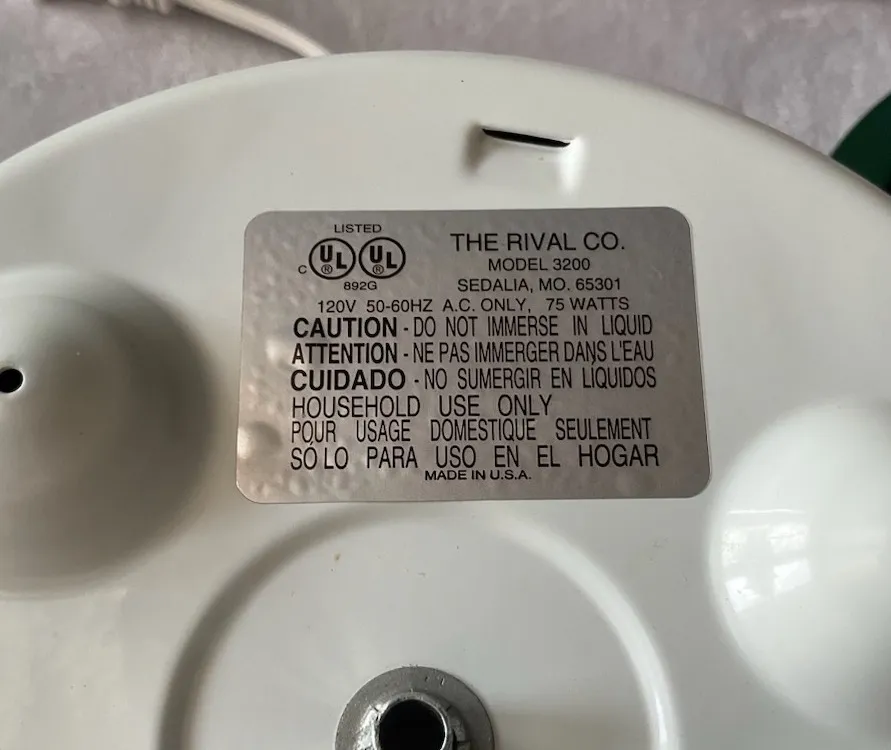 LISTED
C UL® UL®
892G
THE RIVAL CO.
MODEL 3200
SEDALIA, MO. 65301
120V 50-60HZ A.C. ONLY, 75 WATTS
CAUTION - DO NOT IMMERSE IN LIQUID
ATTENTION - NE PAS IMMERGER DANS L'EAU
CUIDADO - NO SUMERGIR EN LIQUIDOS
HOUSEHOLD USE ONLY
POUR USAGE DOMESTIQUE SEULEMENT
SÓLO PARA USO EN EL HOGAR
MADE IN U.S.A.